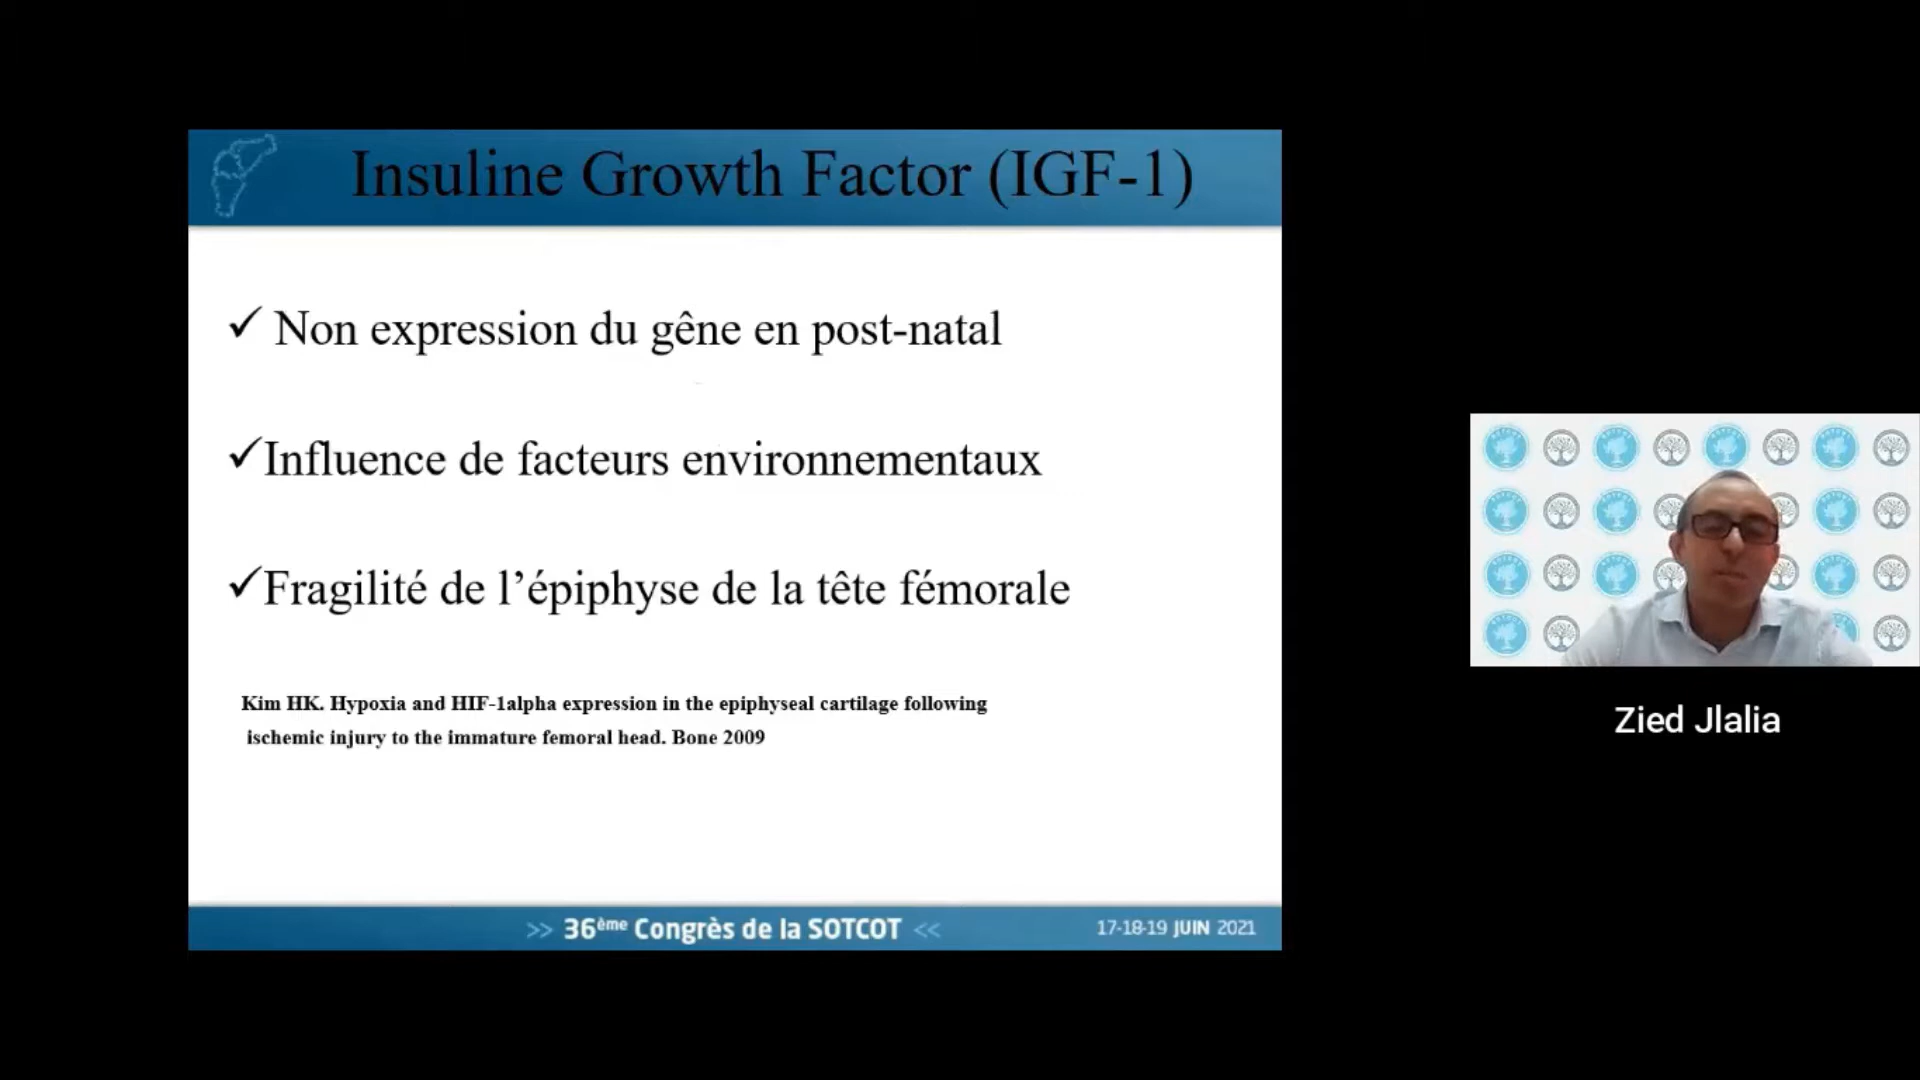 Insuline Growth Factor (IGF-1)
✓ Non expression du gêne en post-natal
✓Influence de facteurs environnementaux
✓Fragilité de l’épiphyse de la tête fémorale
Kim HK. Hypoxia and HIF-1alpha expression in the epiphyseal cartilage following
ischemic injury to the immature femoral head. Bone 2009
>> 36ème Congrès de la SOTCOT <<
17-18-19 JUIN 2021
Zied Jlalia